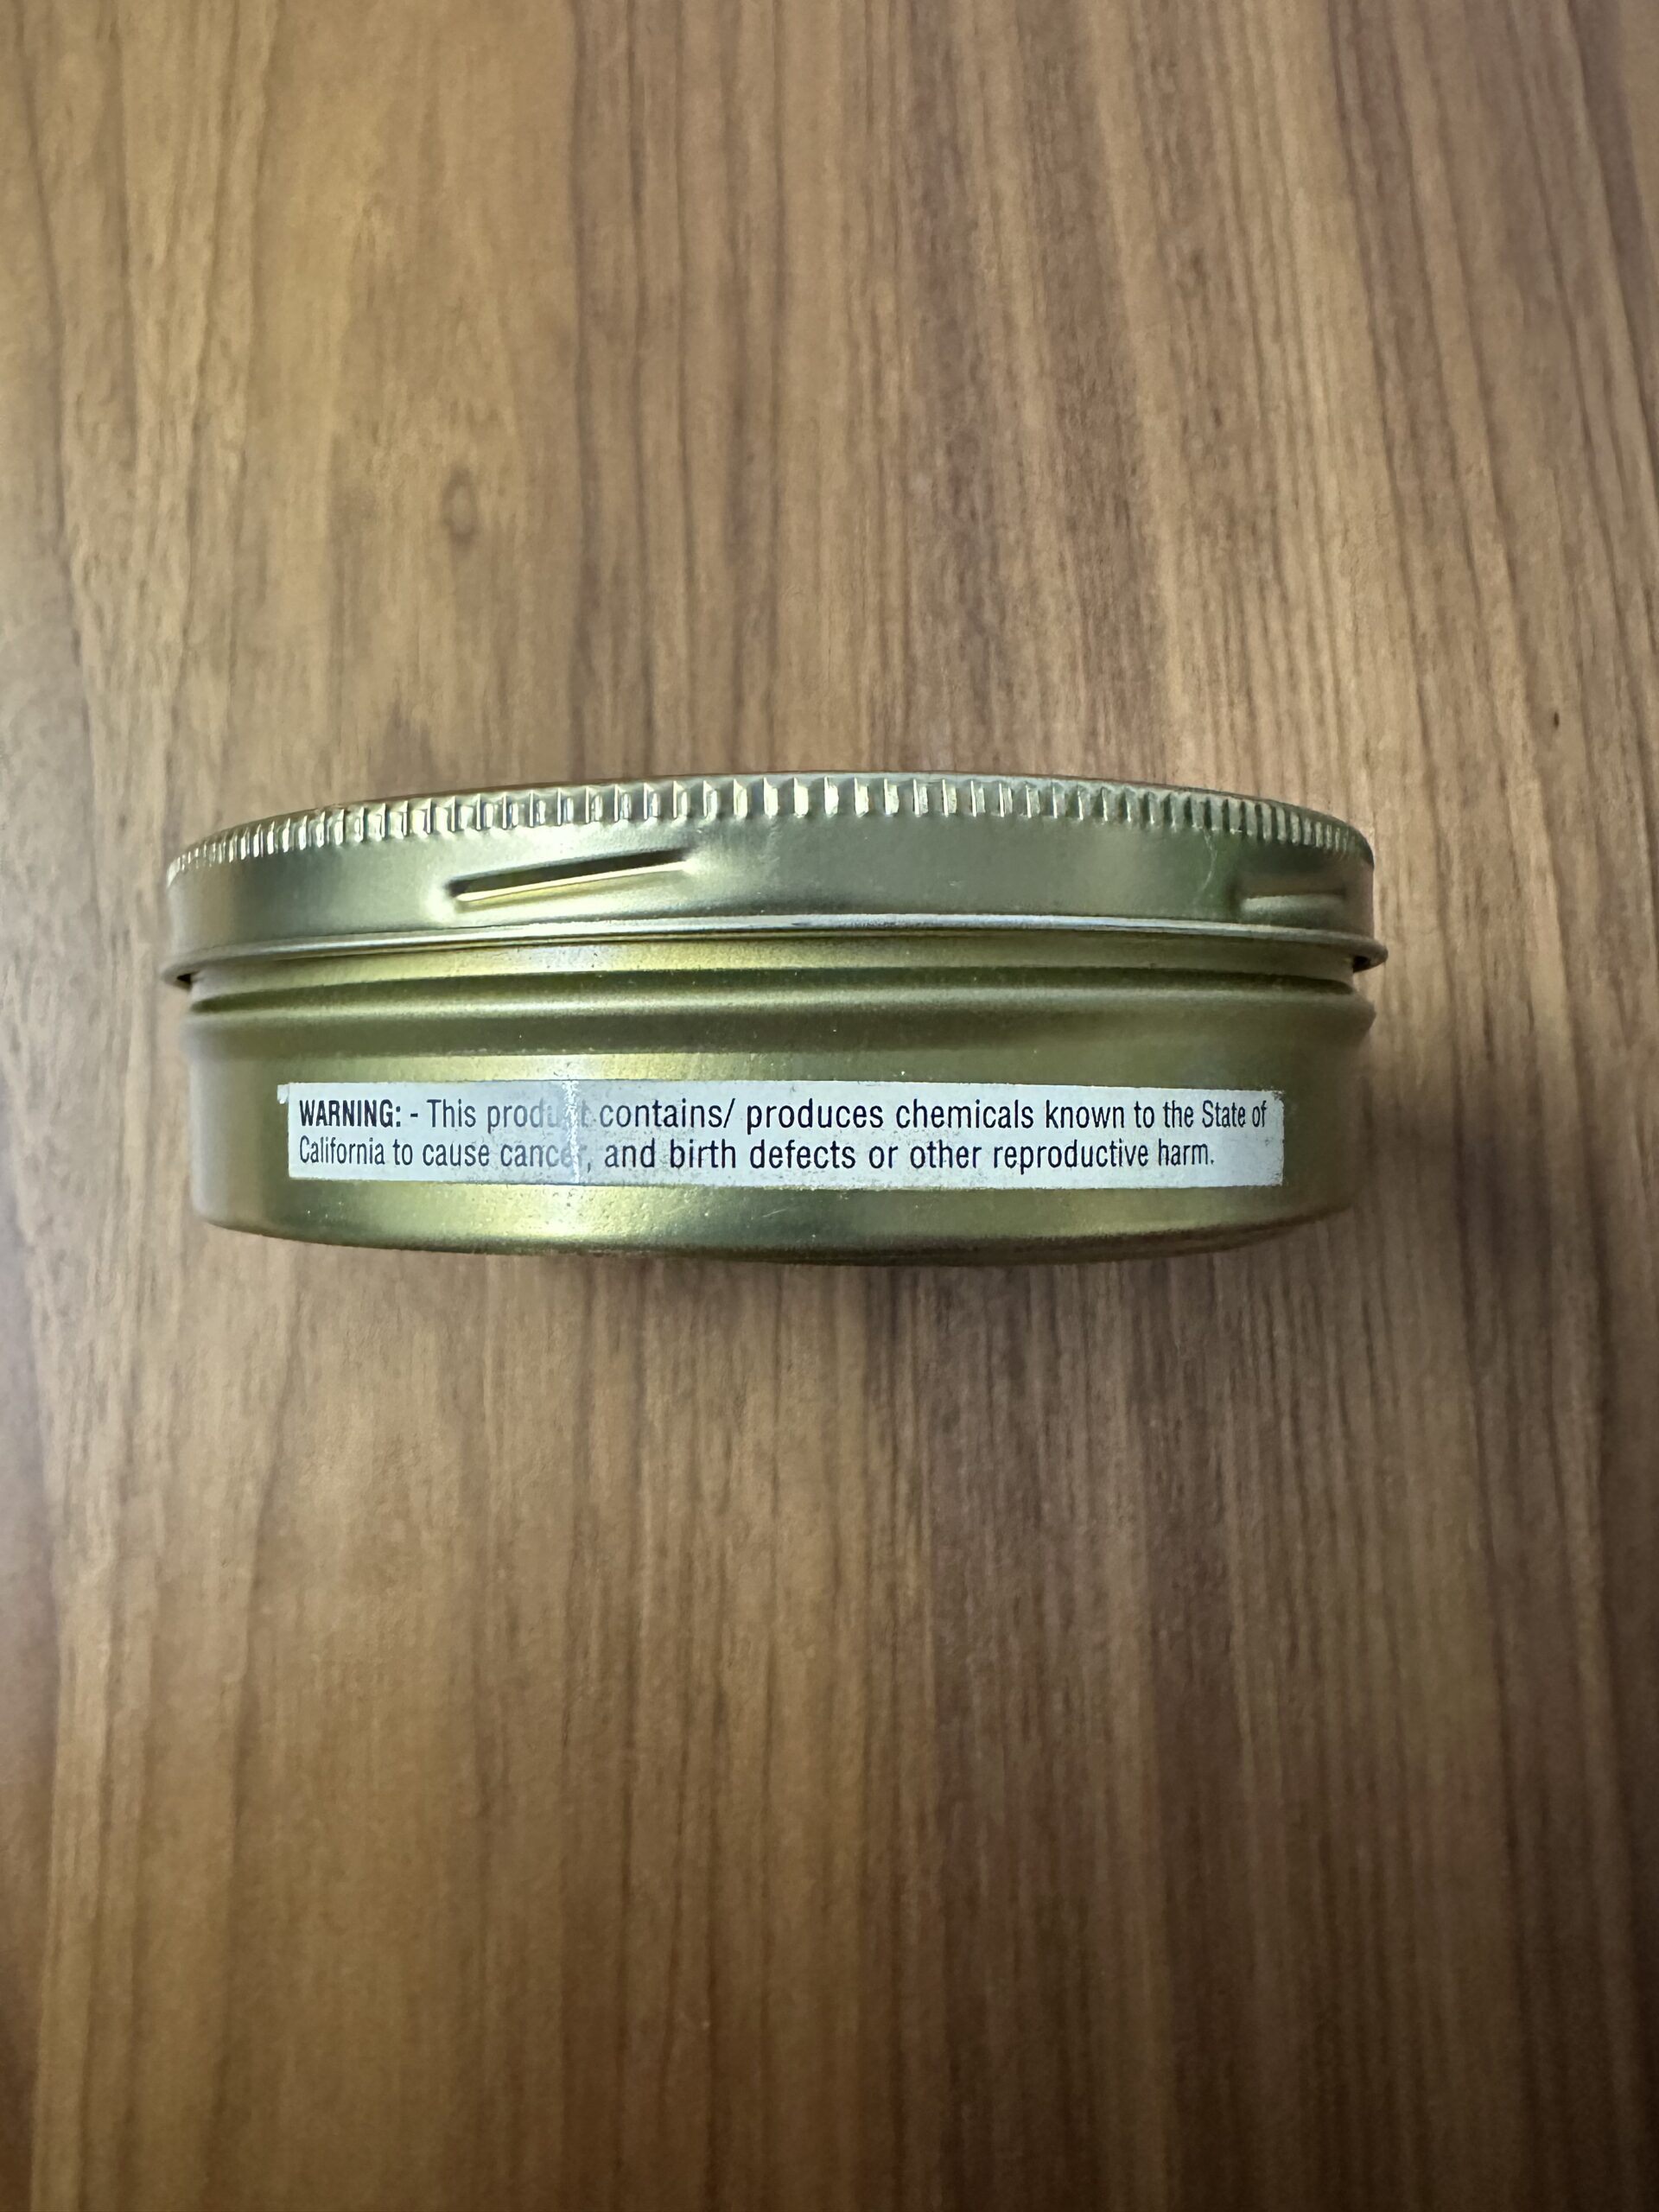 WARNING: - This product contains/ produces chemicals known to the State of
California to cause cancer, and birth defects or other reproductive harm.